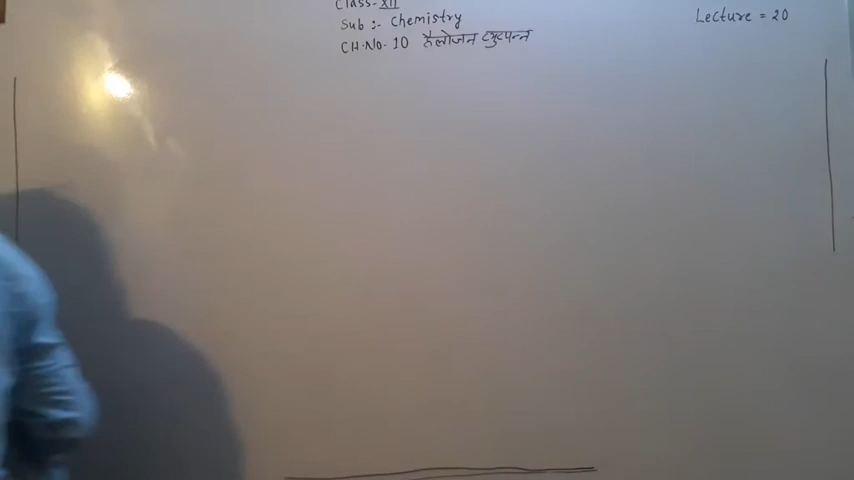 Class-XII
Sub :- Chemistry
Lecture = 20
CH.No- 10 हैलोजन व्युत्पन्न